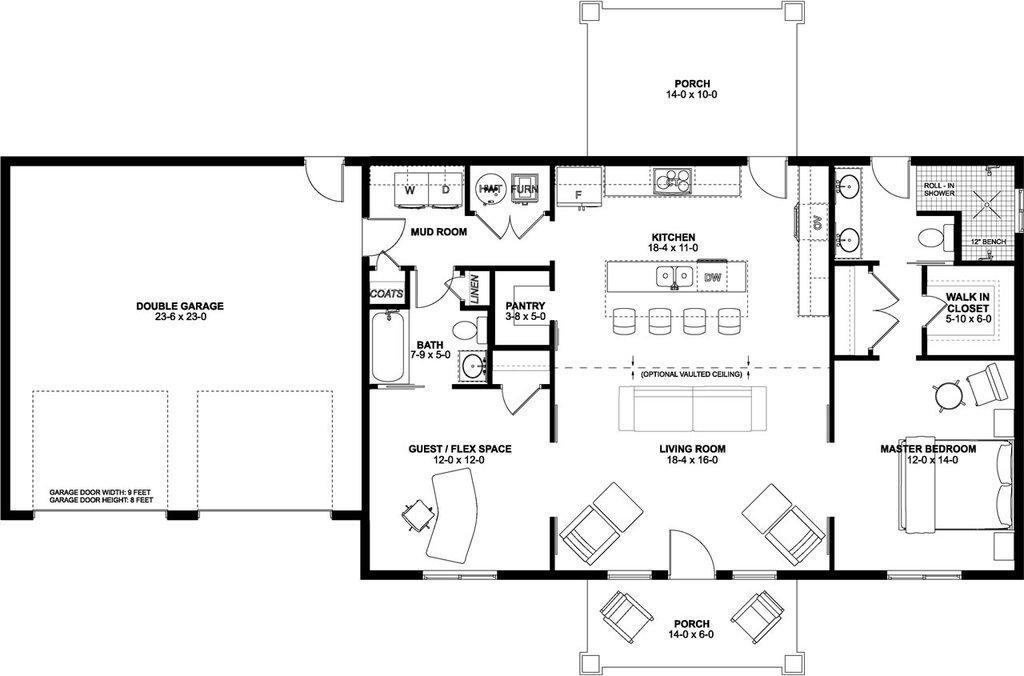 PORCH
14-0 x 10-0
W
D
HWT
FURN
F
OV
ROLL - IN
SHOWER
12" BENCH
MUD ROOM
KITCHEN
18-4 x 11-0
DW
COATS
LINEN
PANTRY
3-8 x 5-0
WALK IN
CLOSET
5-10 x 6-0
DOUBLE GARAGE
23-6 x 23-0
BATH
7-9 x 5-0
(OPTIONAL VAULTED CEILING)
GUEST / FLEX SPACE
12-0 x 12-0
LIVING ROOM
18-4 x 16-0
MASTER BEDROOM
12-0 x 14-0
GARAGE DOOR WIDTH: 9 FEET
GARAGE DOOR HEIGHT: 8 FEET
PORCH
14-0 x 6-0